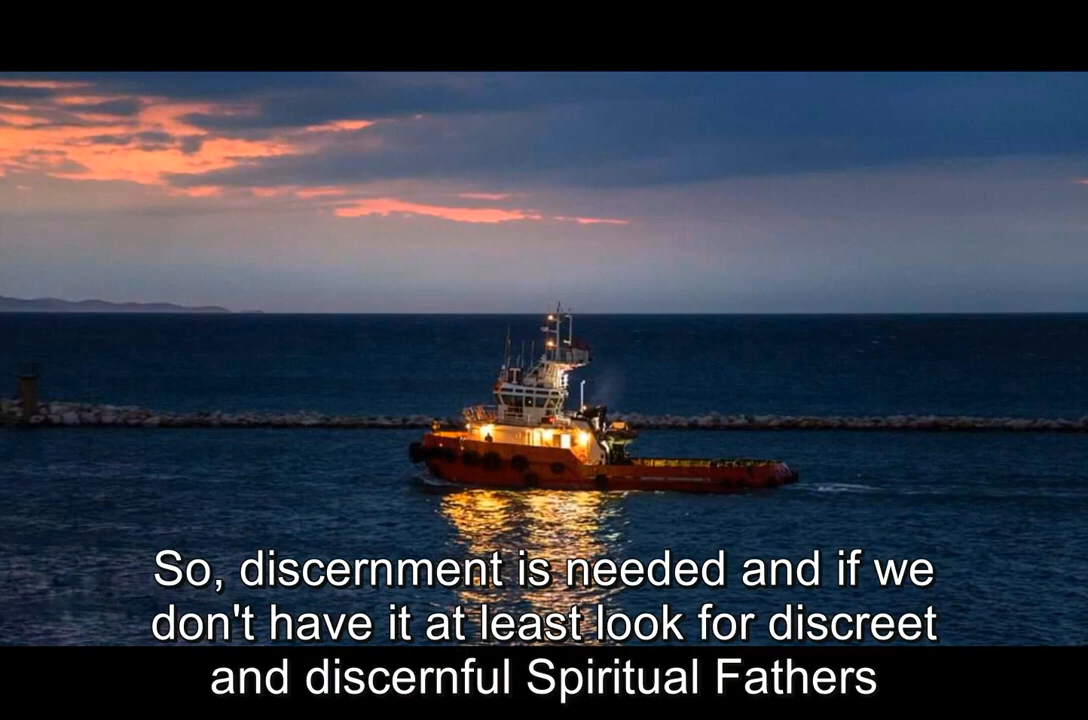 So, discernment is needed and if we
don't have it at least look for discreet
and discernful Spiritual Fathers